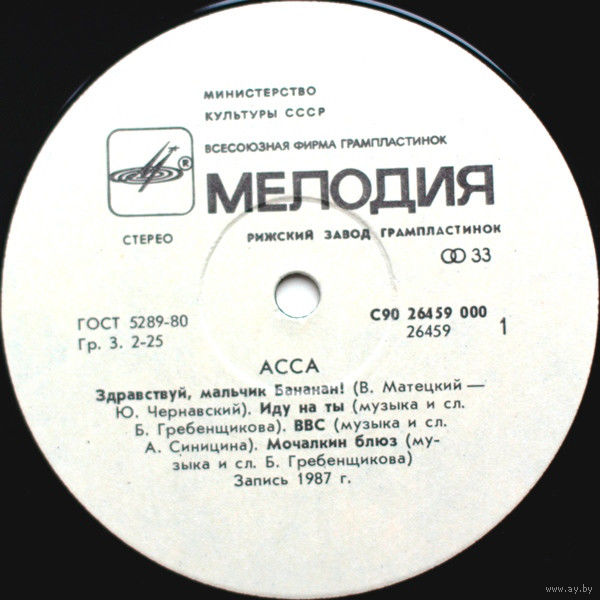 МИНИСТЕРСТВО
КУЛЬТУРЫ СССР
ВСЕСОЮЗНАЯ ФИРМА ГРАМПЛАСТИНОК
®
МЕЛОДИЯ
СТЕРЕО
РИЖСКИЙ ЗАВОД ГРАМПЛАСТИНОК
33
ГОСТ 5289-80
Гр. 3. 2-25
С90 26459 000
26459
1
АССА
Здравствуй, мальчик Бананан! (В. Матецкий —
Ю. Чернавский). Иду на ты (музыка и сл.
Б. Гребенщикова). ВВС (музыка и сл.
А. Синицина). Мочалкин блюз (му-
зыка и сл. Б. Гребенщикова)
Запись 1987 г.
www.ay.by